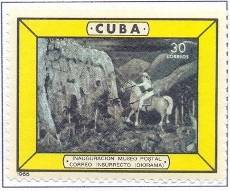 CUBA
30¢
CORREOS
INAUGURACION MUSEO POSTAL
CORREO INSURRECTO (DIORAMA)
1965